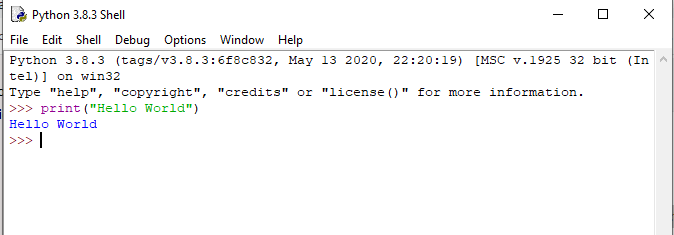 Python 3.8.3 Shell
File Edit Shell Debug Options Window Help
Python 3.8.3 (tags/v3.8.3:6f8c832, May 13 2020, 22:20:19) [MSC v.1925 32 bit (In
tel)] on win32
Type "help", "copyright", "credits" or "license()" for more information.
>>> print("Hello World")
Hello World
>>>